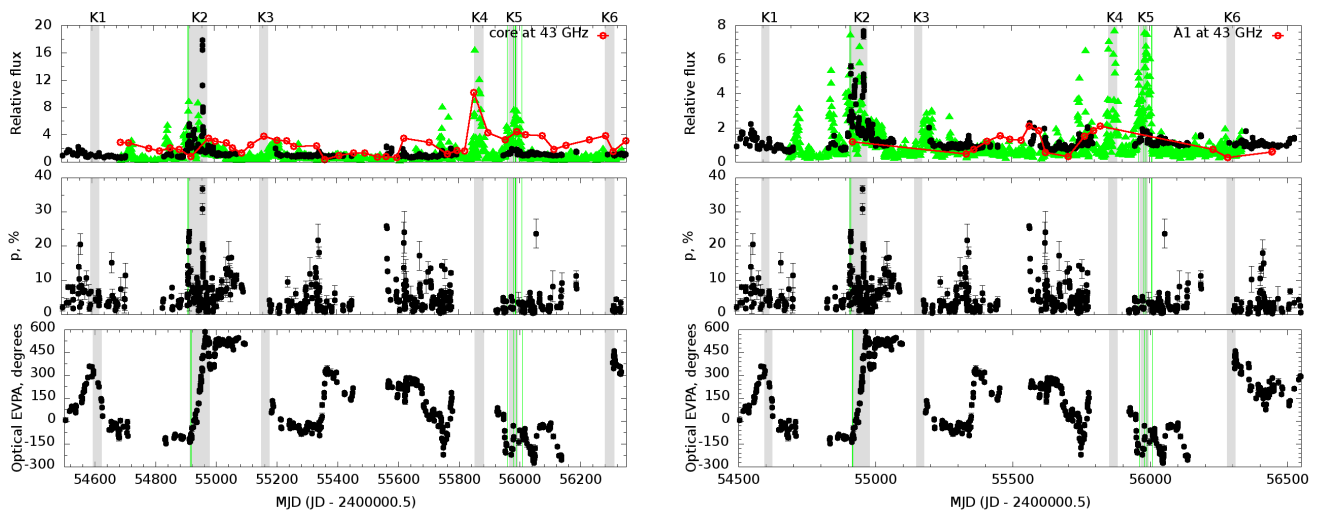 K1 K2 K3 K4 K5 K6
core at 43 GHz
20
16
12
8
4
0
Relative flux
40
30
20
10
0
p, %
600
450
300
150
0
-150
-300
Optical EVPA, degrees
54600 54800 55000 55200 55400 55600 55800 56000 56200
MJD (JD - 2400000.5)
K1 K2 K3 K4 K5 K6
A1 at 43 GHz
8
6
4
2
0
Relative flux
40
30
20
10
0
p, %
600
450
300
150
0
-150
-300
Optical EVPA, degrees
54500 55000 55500 56000 56500
MJD (JD - 2400000.5)